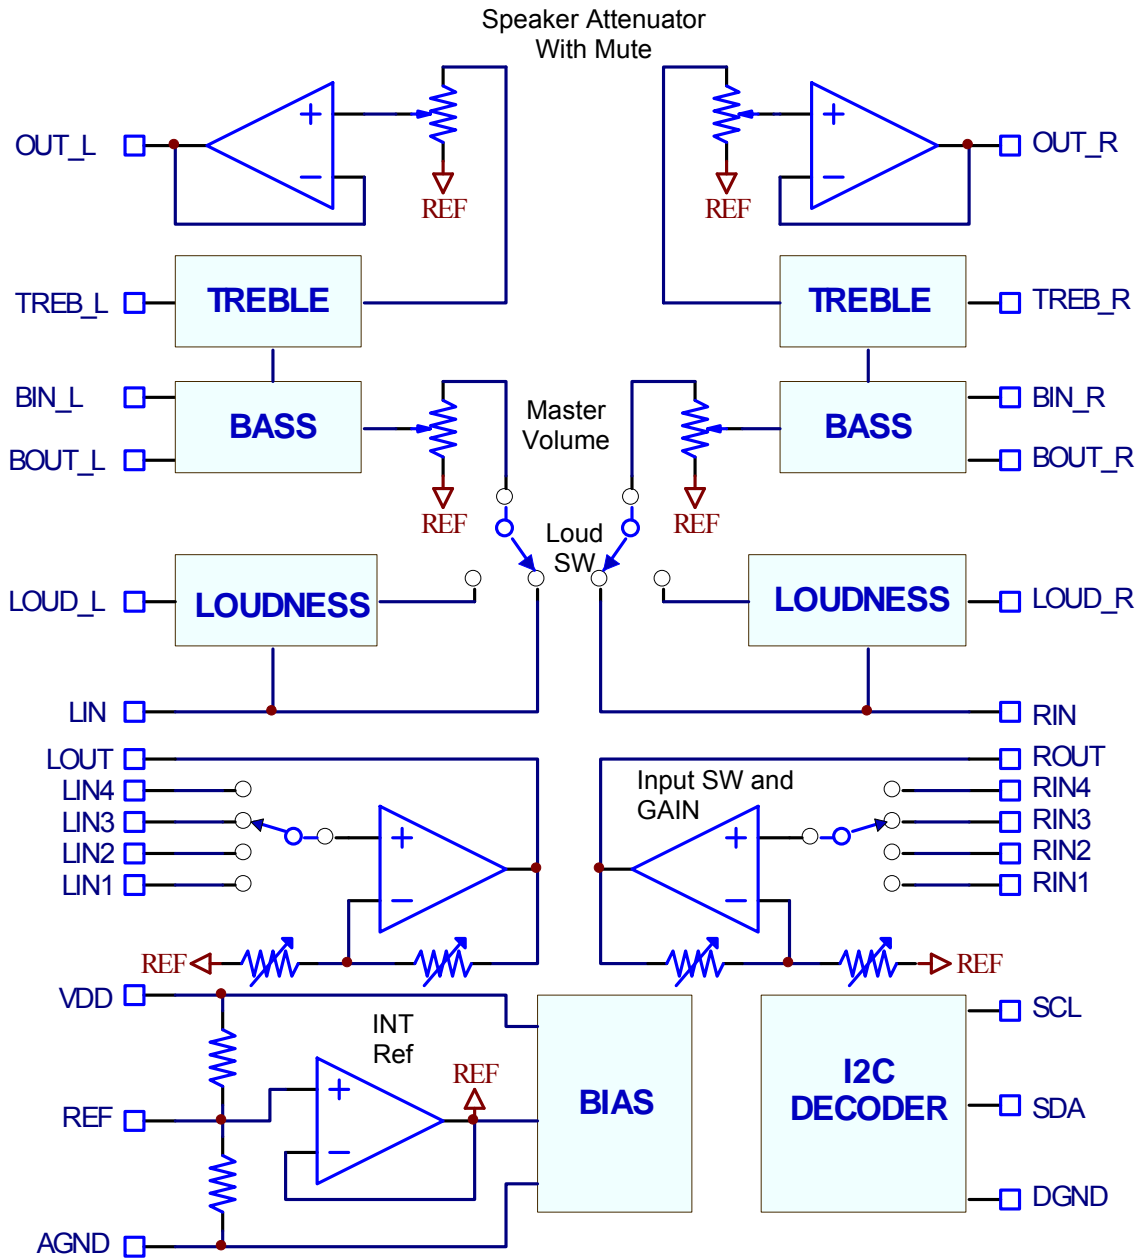 Speaker Attenuator
With Mute
+
+
OUT_L
OUT_R
−
−
REF
REF
TREBLE
TREBLE
TREB_L
TREB_R
BIN_L
BIN_R
Master
Volume
BASS
BASS
BOUT_L
BOUT_R
REF
REF
Loud
SW
LOUDNESS
LOUDNESS
LOUD_L
LOUD_R
LIN
RIN
LOUT
ROUT
Input SW and
GAIN
LIN4
RIN4
LIN3
RIN3
+
+
LIN2
RIN2
LIN1
RIN1
−
−
REF
REF
VDD
SCL
INT
Ref
REF
I2C
DECODER
+
BIAS
REF
SDA
−
DGND
AGND